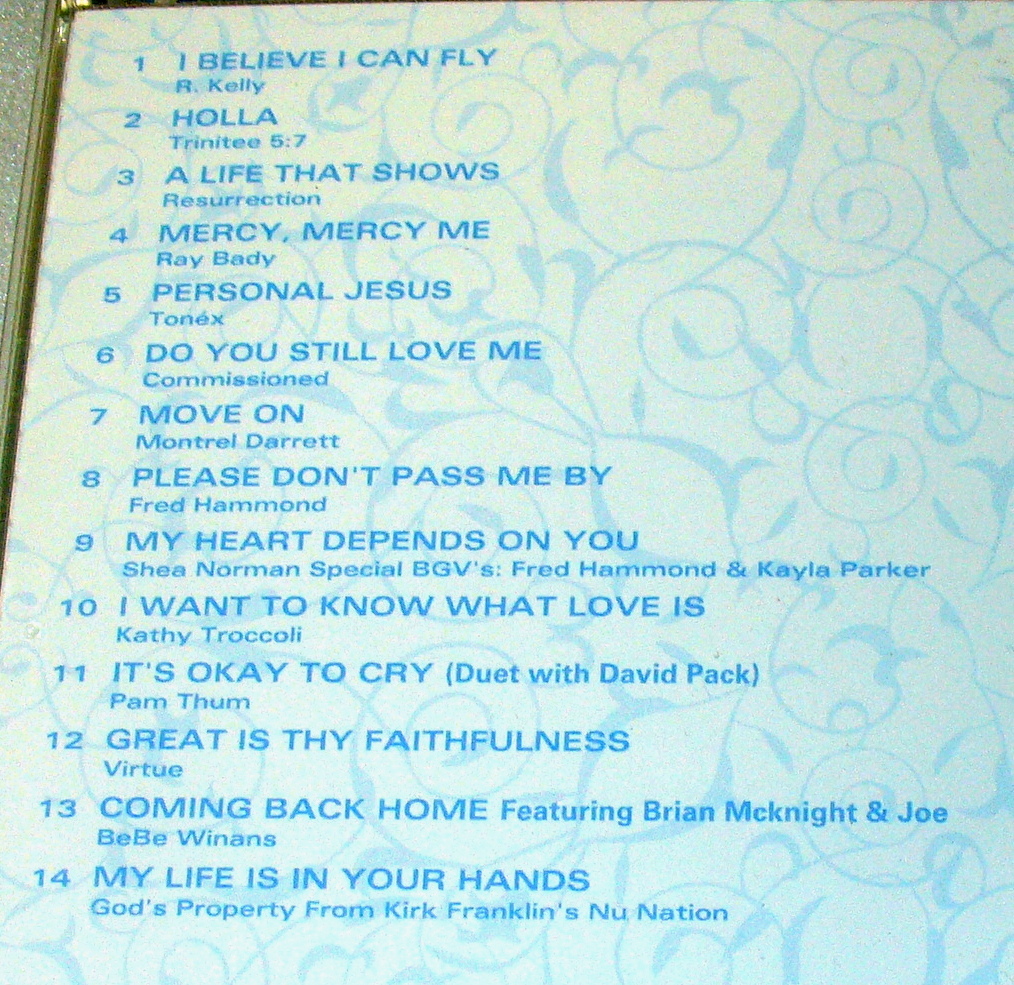 1 I BELIEVE I CAN FLY
R. Kelly
2 HOLLA
Trinitee 5:7
3 A LIFE THAT SHOWS
Resurrection
4 MERCY, MERCY ME
Ray Bady
5 PERSONAL JESUS
Tonéx
6 DO YOU STILL LOVE ME
Commissioned
7 MOVE ON
Montrel Darrett
8 PLEASE DON'T PASS ME BY
Fred Hammond
9 MY HEART DEPENDS ON YOU
Shea Norman Special BGV's: Fred Hammond & Kayla Parker
10 I WANT TO KNOW WHAT LOVE IS
Kathy Troccoli
11 IT'S OKAY TO CRY (Duet with David Pack)
Pam Thum
12 GREAT IS THY FAITHFULNESS
Virtue
13 COMING BACK HOME Featuring Brian Mcknight & Joe
BeBe Winans
14 MY LIFE IS IN YOUR HANDS
God's Property From Kirk Franklin's Nu Nation